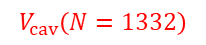 V_cav(N = 1332)